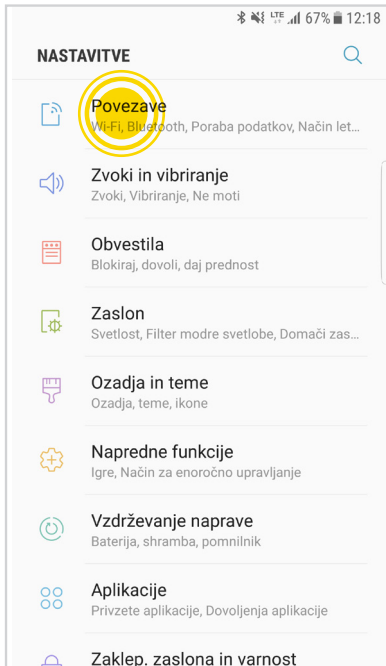 LTE 67% 12:18
NASTAVITVE
Povezave
Wi-Fi, Bluetooth, Poraba podatkov, Način let...
Zvoki in vibriranje
Zvoki, Vibriranje, Ne moti
Obvestila
Blokiraj, dovoli, daj prednost
Zaslon
Svetlost, Filter modre svetlobe, Domači zas...
Ozadja in teme
Ozadja, teme, ikone
Napredne funkcije
Igre, Način za enoročno upravljanje
Vzdrževanje naprave
Baterija, shramba, pomnilnik
Aplikacije
Privzete aplikacije, Dovoljenja aplikacije
Zaklep. zaslona in varnost